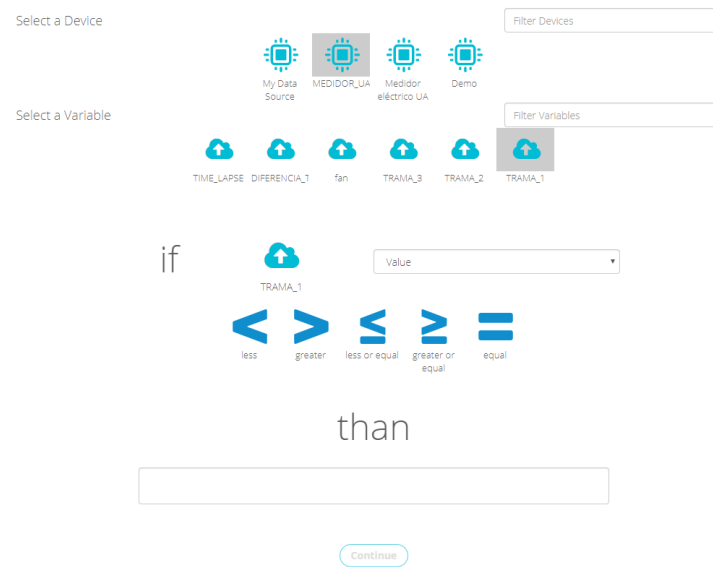 Select a Device
Filter Devices
My Data Source
MEDIDOR_UA
Medidor eléctrico UA
Demo
Select a Variable
Filter Variables
TIME_LAPSE
DIFERENCIA_T
fan
TRAMA_3
TRAMA_2
TRAMA_1
if
TRAMA_1
Value
< > ≤ ≥ =
less
greater
less or equal
greater or equal
equal
than
Continue